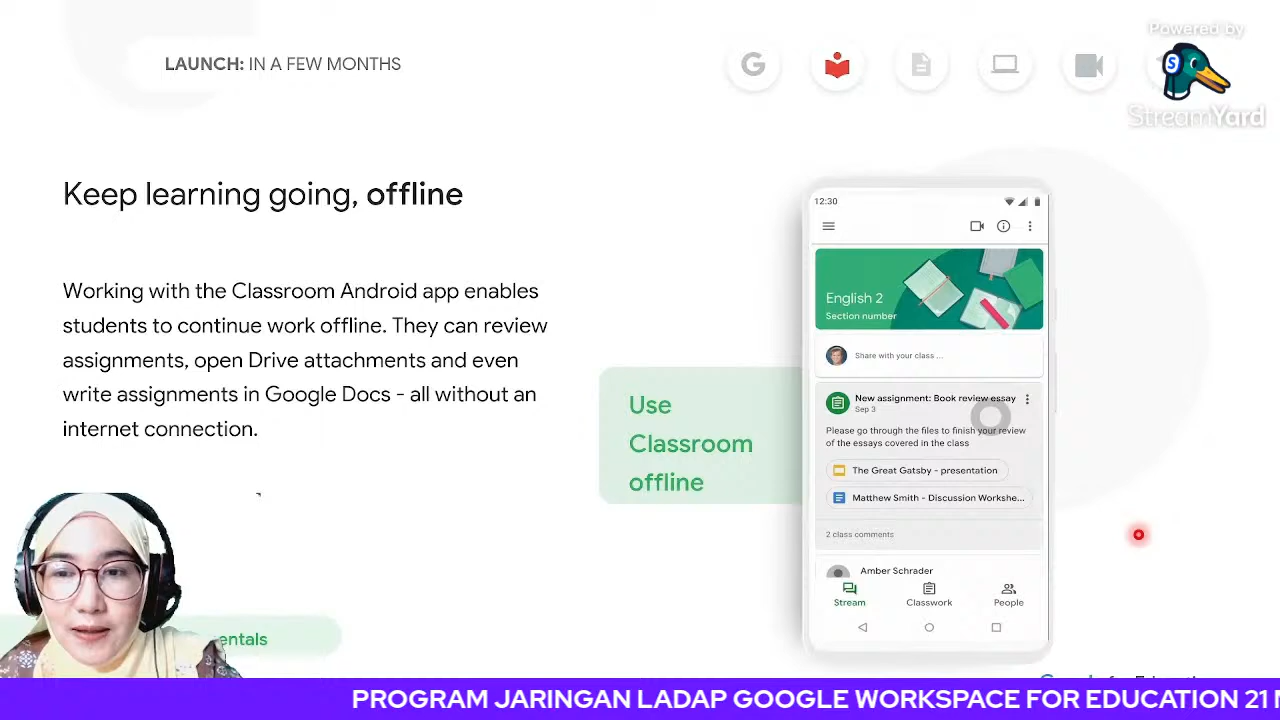 LAUNCH: IN A FEW MONTHS
Powered by
StreamYard
Keep learning going, offline
Working with the Classroom Android app enables
students to continue work offline. They can review
assignments, open Drive attachments and even
write assignments in Google Docs - all without an
internet connection.
Use
Classroom
offline
12:30
English 2
Section number
Share with your class ...
New assignment: Book review essay
Sep 3
Please go through the files to finish your review
of the essays covered in the class
The Great Gatsby - presentation
Matthew Smith - Discussion Workshe...
2 class comments
Amber Schrader
Stream
Classwork
People
entals
PROGRAM JARINGAN LADAP GOOGLE WORKSPACE FOR EDUCATION 21